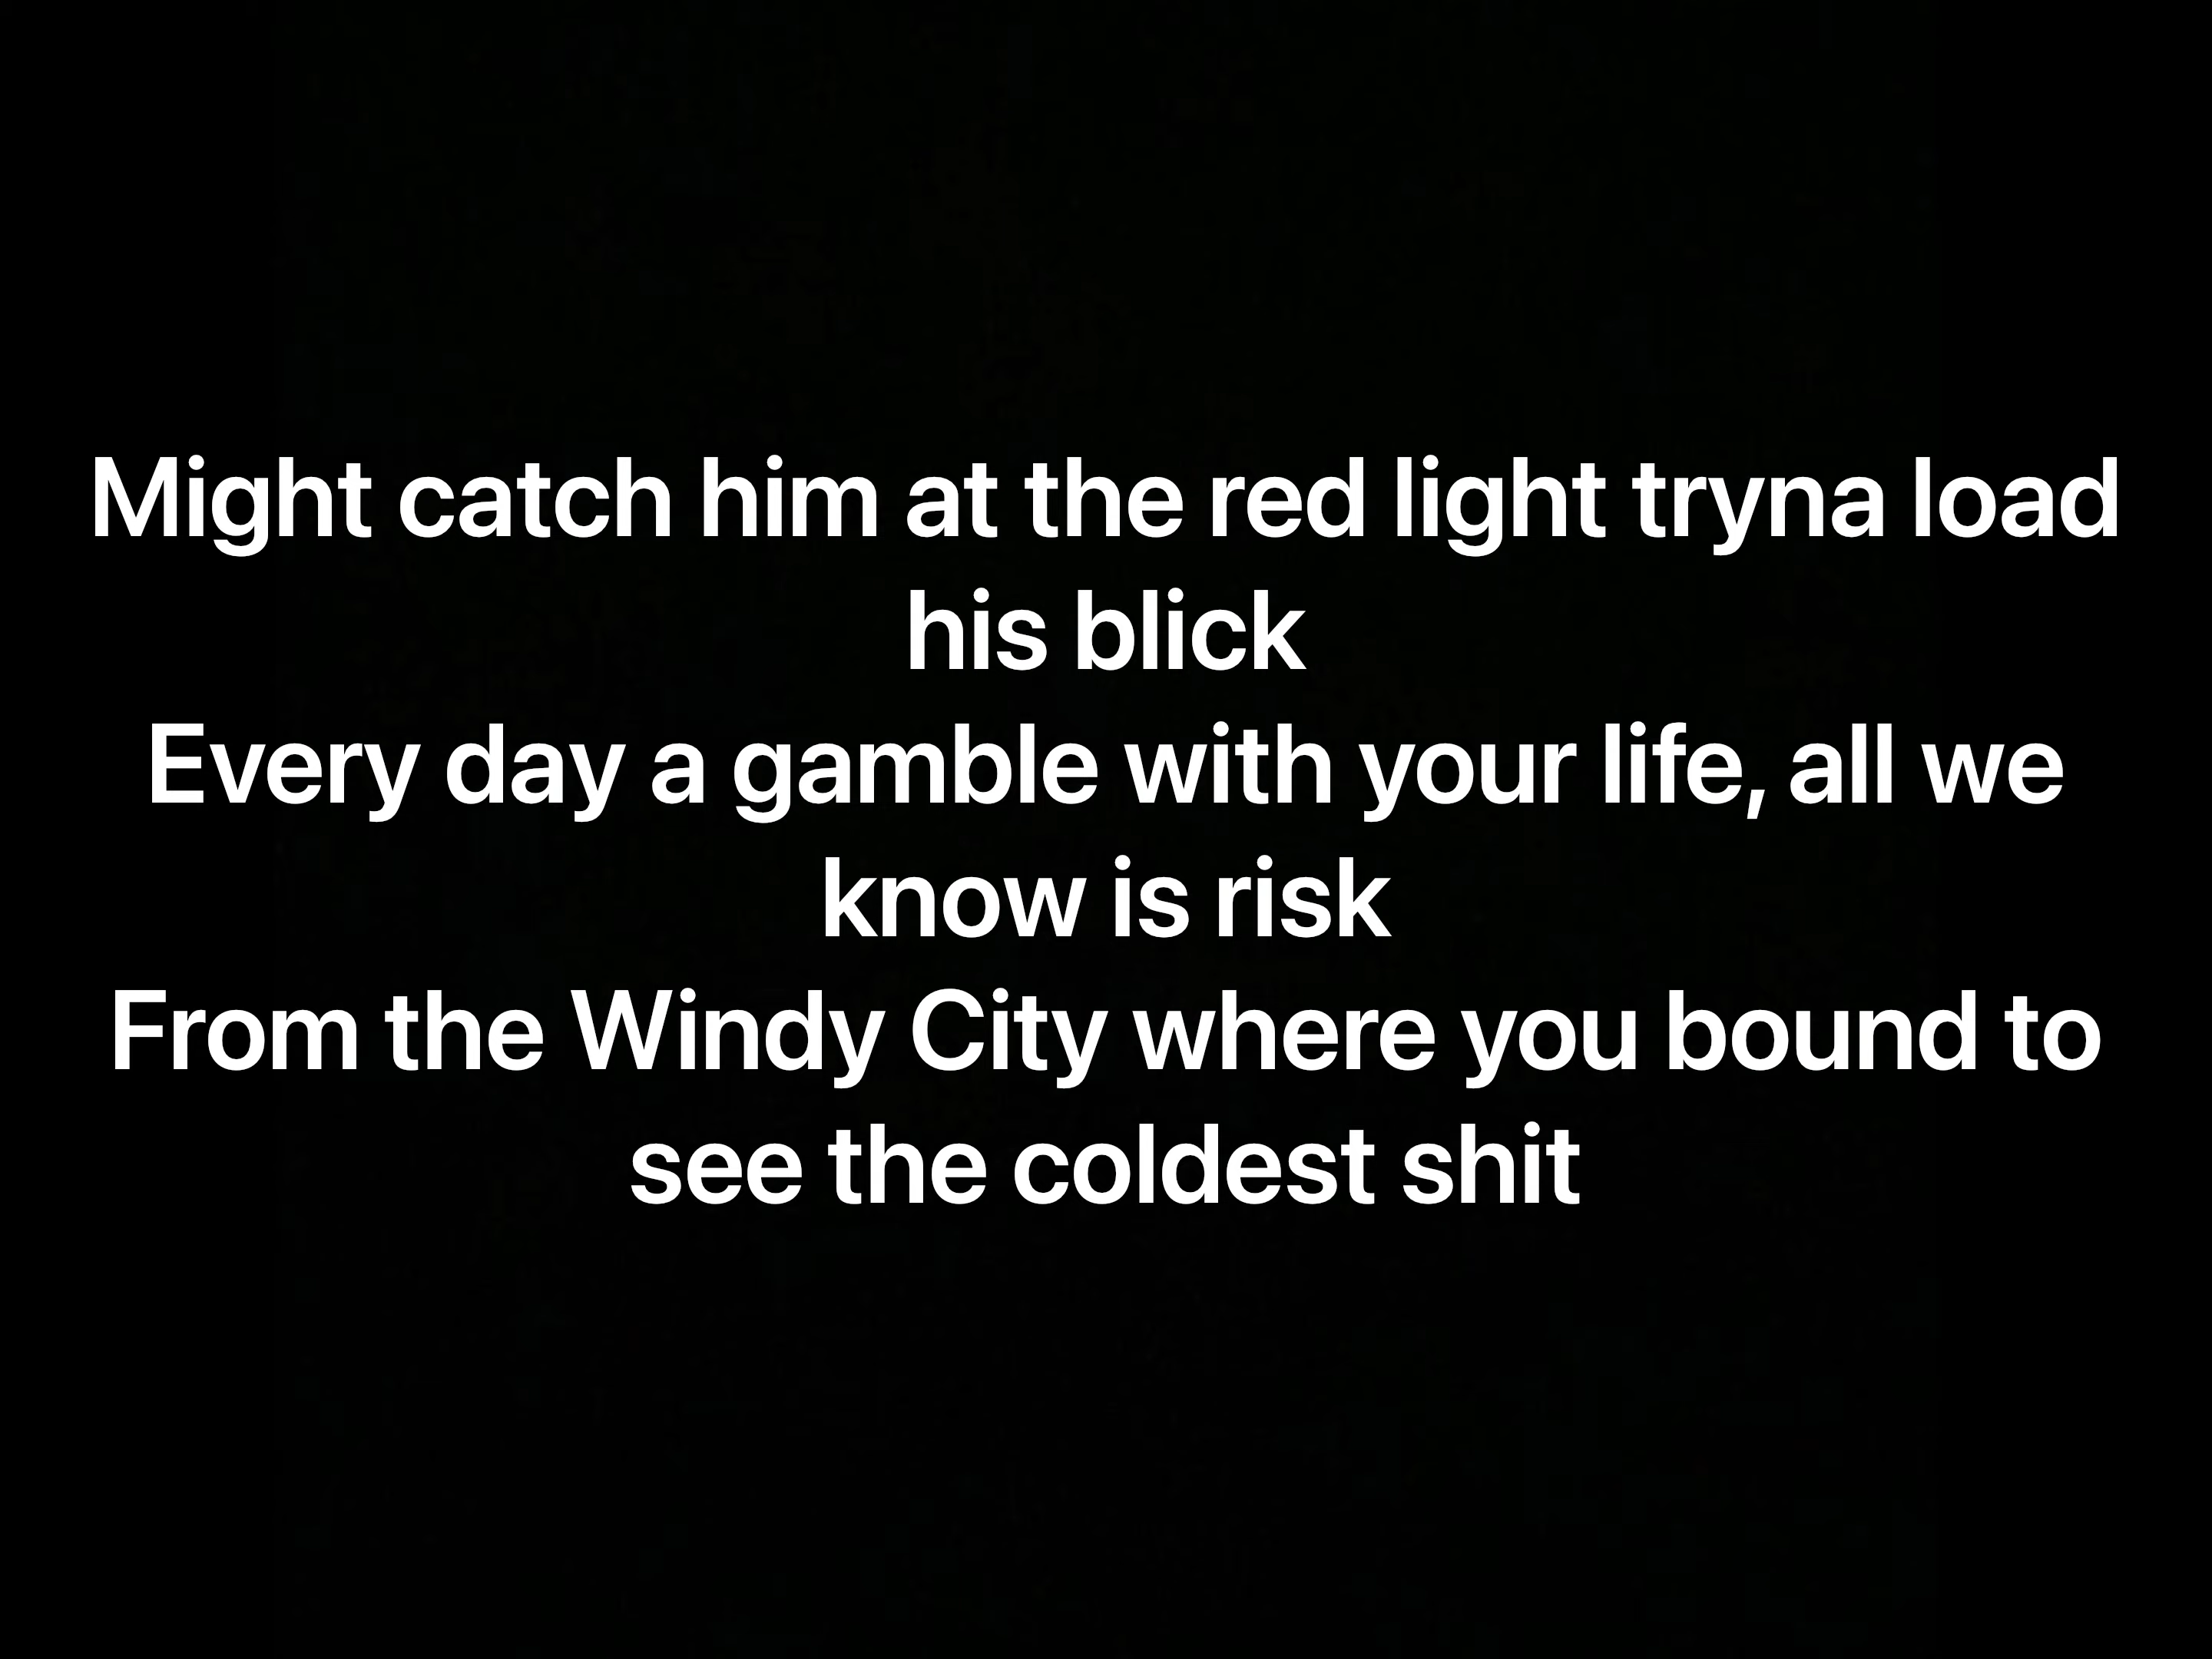 Might catch him at the red light tryna load
his blick
Every day a gamble with your life, all we
know is risk
From the Windy City where you bound to
see the coldest shit